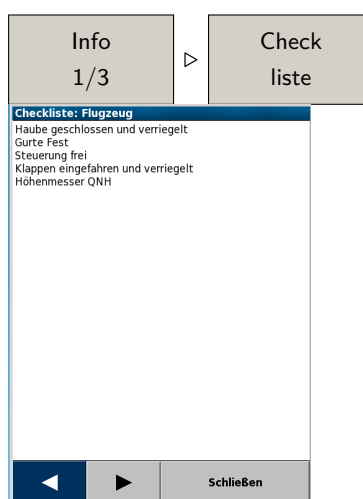 Info
1/3
▷
Check
liste
Checkliste: Flugzeug
Haube geschlossen und verriegelt
Gurte Fest
Steuerung frei
Klappen eingefahren und verriegelt
Höhenmesser QNH
◀ ▶ Schließen